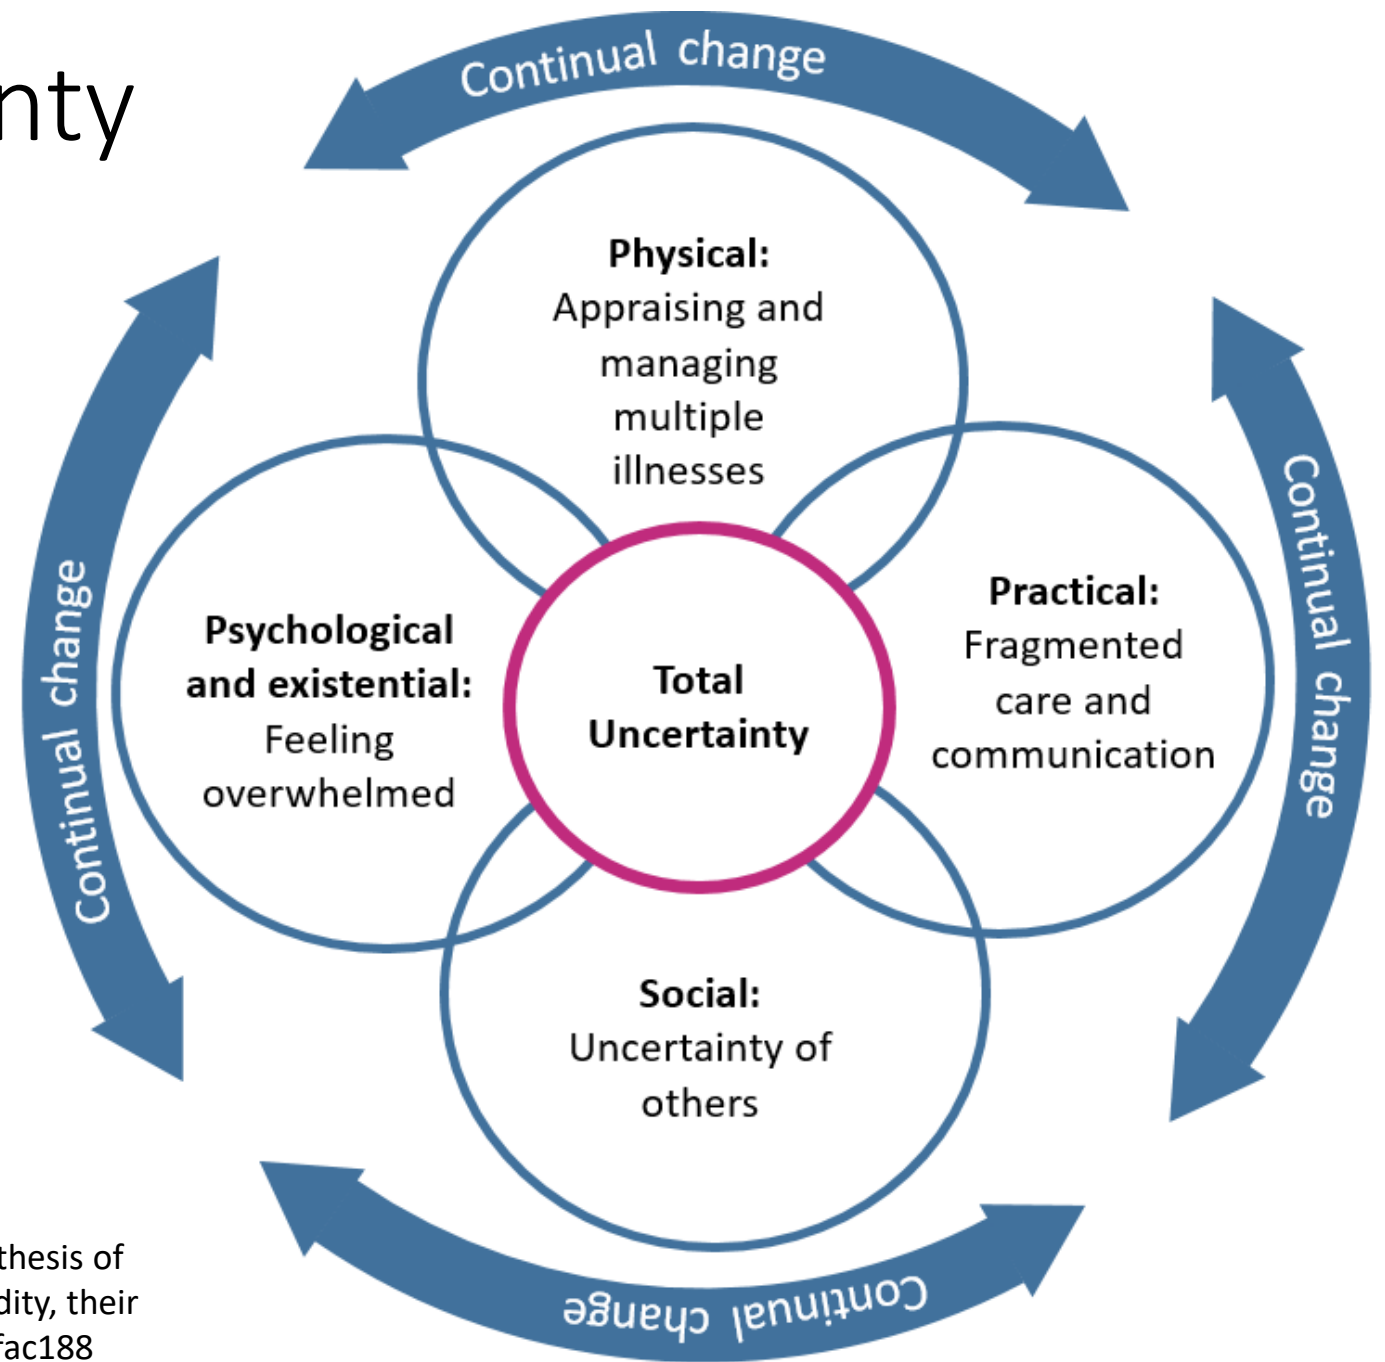 nty
Continual change
Physical:
Appraising and
managing
multiple
illnesses
Continual change
Psychological
and existential:
Feeling
overwhelmed
Total
Uncertainty
Practical:
Fragmented
care and
communication
Continual change
Social:
Uncertainty of
others
Continual change
thesis of
dity, their
fac188